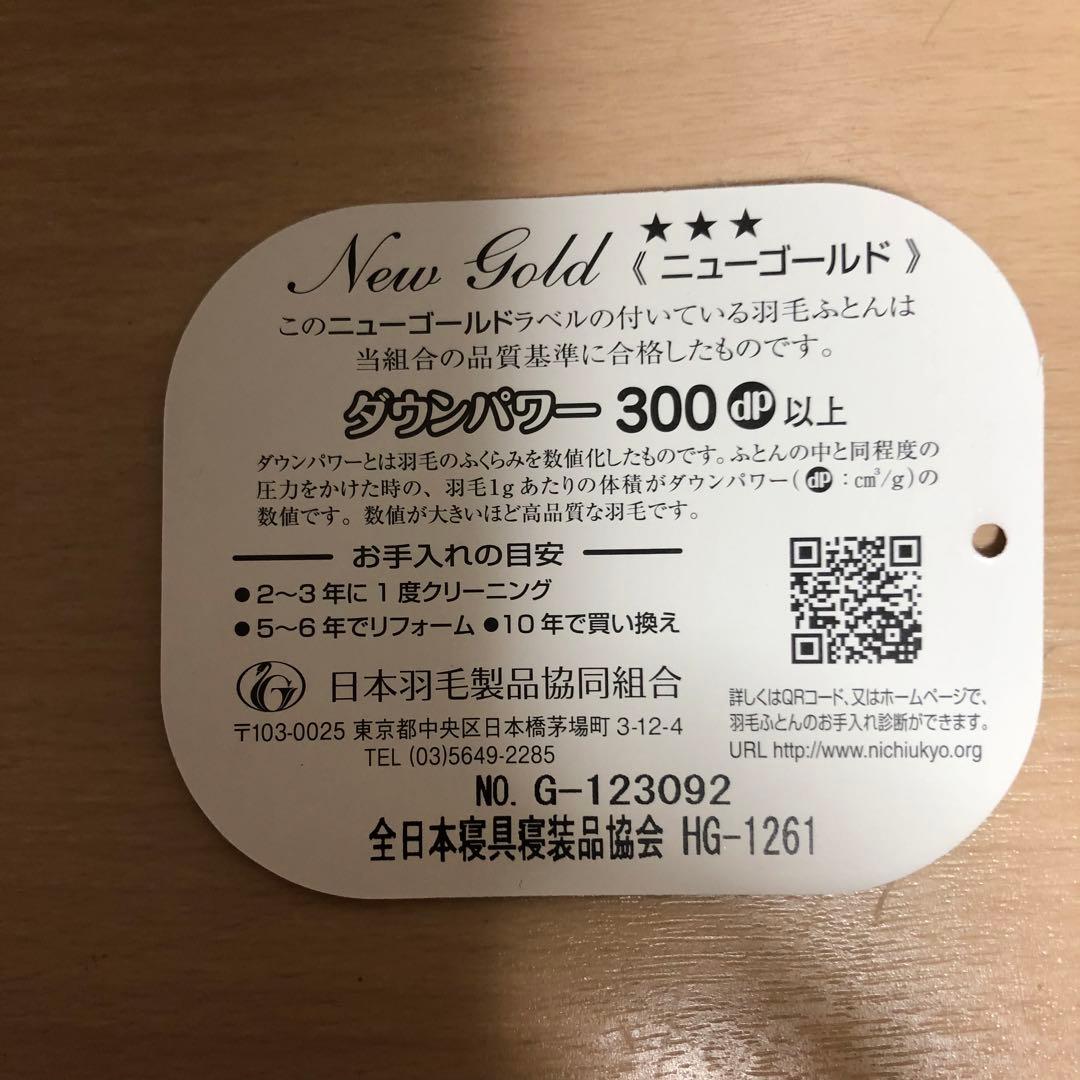 ★★★
New Gold 《ニューゴールド》
このニューゴールドラベルの付いている羽毛ふとんは
当組合の品質基準に合格したものです。
ダウンパワー 300 dp 以上
ダウンパワーとは羽毛のふくらみを数値化したものです。ふとんの中と同程度の
圧力をかけた時の、羽毛1gあたりの体積がダウンパワー(dp:cm³/g)の
数値です。数値が大きいほど高品質な羽毛です。
お手入れの目安
●2〜3年に1度クリーニング
●5〜6年でリフォーム ●10年で買い換え
日本羽毛製品協同組合
〒103-0025 東京都中央区日本橋茅場町 3-12-4
TEL (03)5649-2285
詳しくはQRコード、又はホームページで、
羽毛ふとんのお手入れ診断ができます。
URL http://www.nichiukyo.org
NO. G-123092
全日本寝具寝装品協会 HG-1261